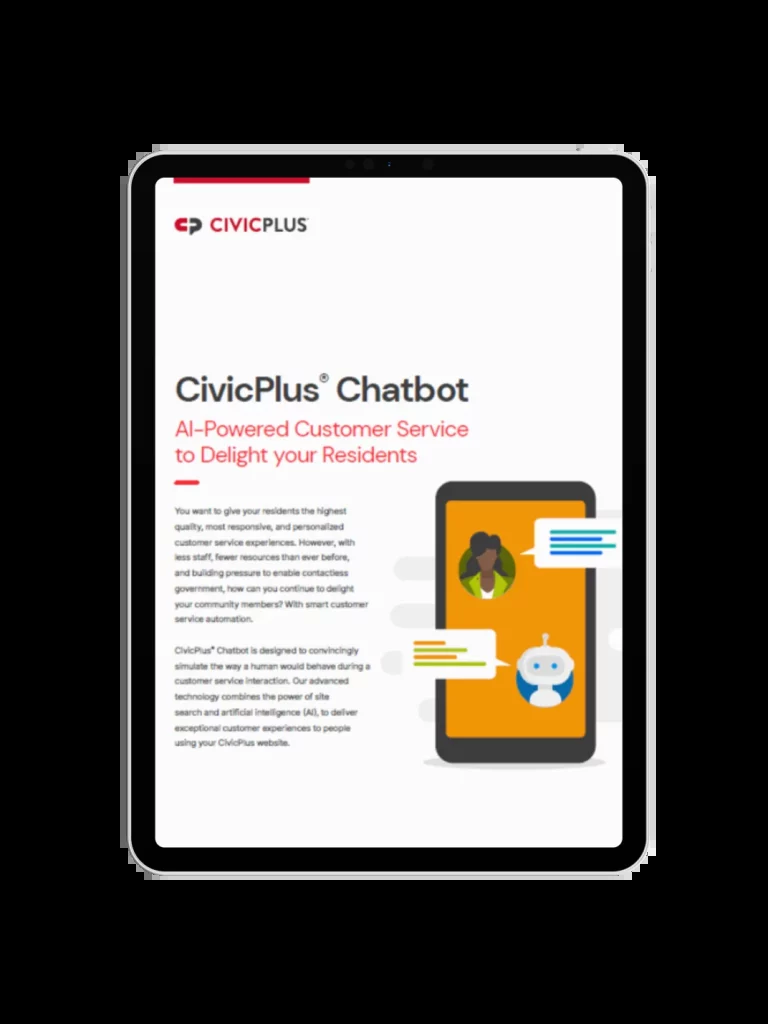 CIVICPLUS
CivicPlus® Chatbot
AI-Powered Customer Service
to Delight your Residents
You want to give your residents the highest
quality, most responsive, and personalized
customer service experiences. However, with
less staff, fewer resources than ever before,
and building pressure to enable contactless
government, how can you continue to delight
your community members? With smart customer
service automation.
CivicPlus® Chatbot is designed to convincingly
simulate the way a human would behave during a
customer service interaction. Our advanced
technology combines the power of site
search and artificial intelligence (AI), to deliver
exceptional customer experiences to people
using your CivicPlus website.